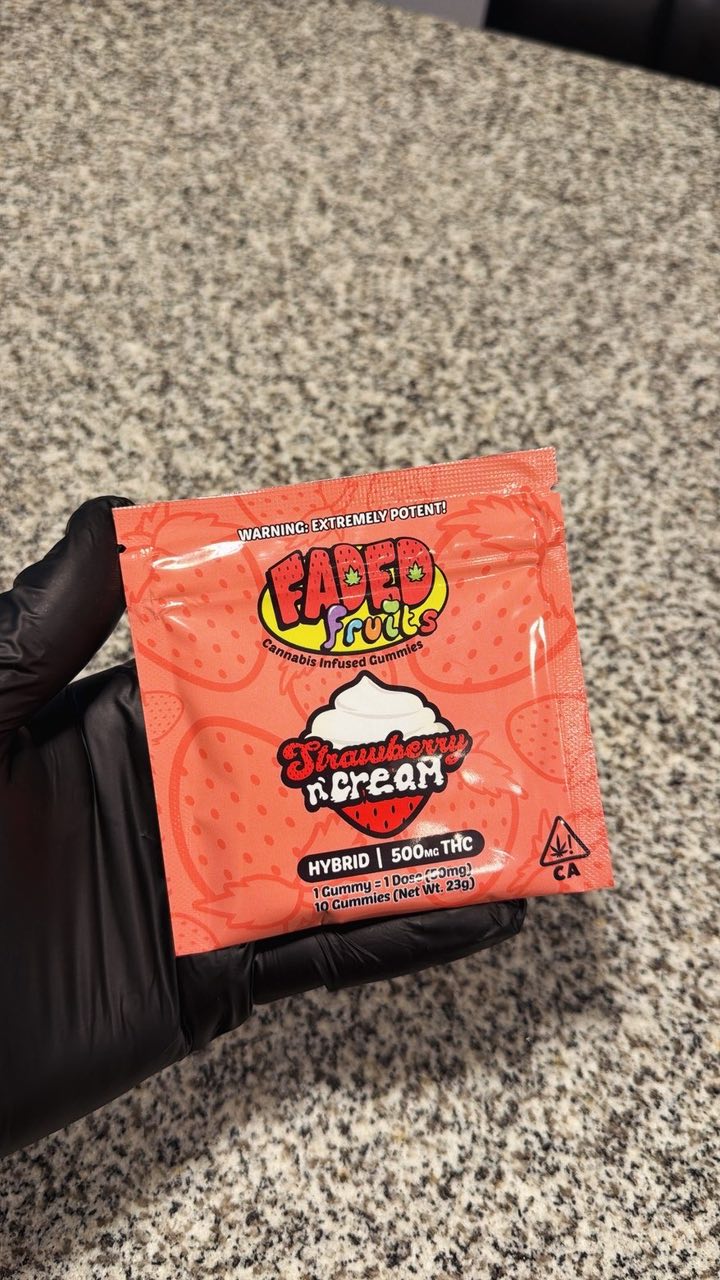 WARNING: EXTREMELY POTENT!
FADED
fruits
Cannabis Infused Gummies
Strawberry
n' cream
HYBRID | 500MG THC
1 Gummy = 1 Dose (50mg)
10 Gummies (Net Wt. 23g)
!
CA